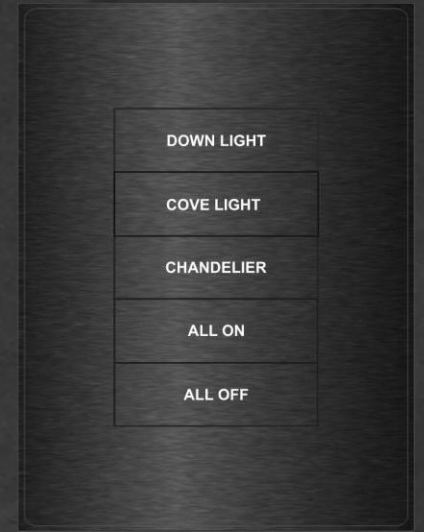 DOWN LIGHT
COVE LIGHT
CHANDELIER
ALL ON
ALL OFF